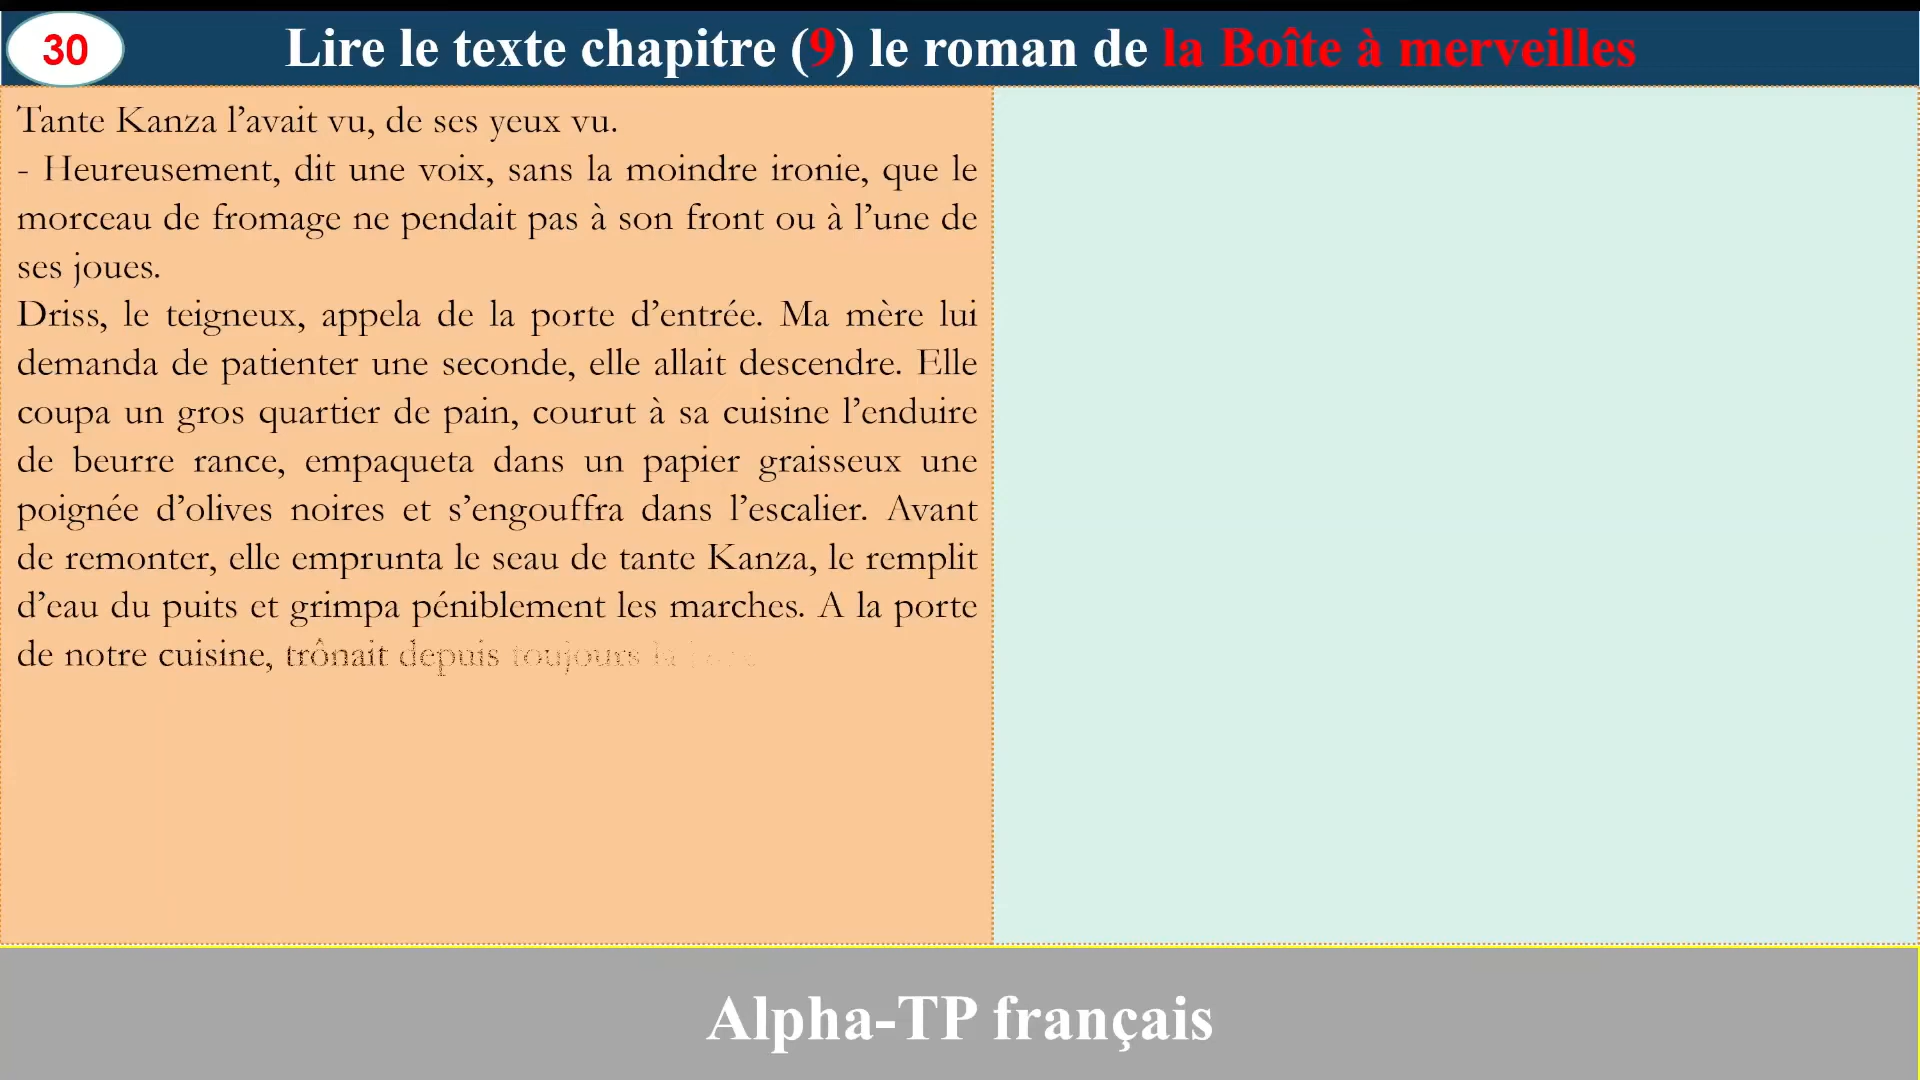 30
Lire le texte chapitre (9) le roman de la Boîte à merveilles
Tante Kanza l’avait vu, de ses yeux vu.
- Heureusement, dit une voix, sans la moindre ironie, que le
morceau de fromage ne pendait pas à son front ou à l’une de
ses joues.
Driss, le teigneux, appela de la porte d’entrée. Ma mère lui
demanda de patienter une seconde, elle allait descendre. Elle
coupa un gros quartier de pain, courut à sa cuisine l’enduire
de beurre rance, empaqueta dans un papier graisseux une
poignée d’olives noires et s’engouffra dans l’escalier. Avant
de remonter, elle emprunta le seau de tante Kanza, le remplit
d’eau du puits et grimpa péniblement les marches. A la porte
de notre cuisine, trônait depuis toujours la
Alpha-TP français